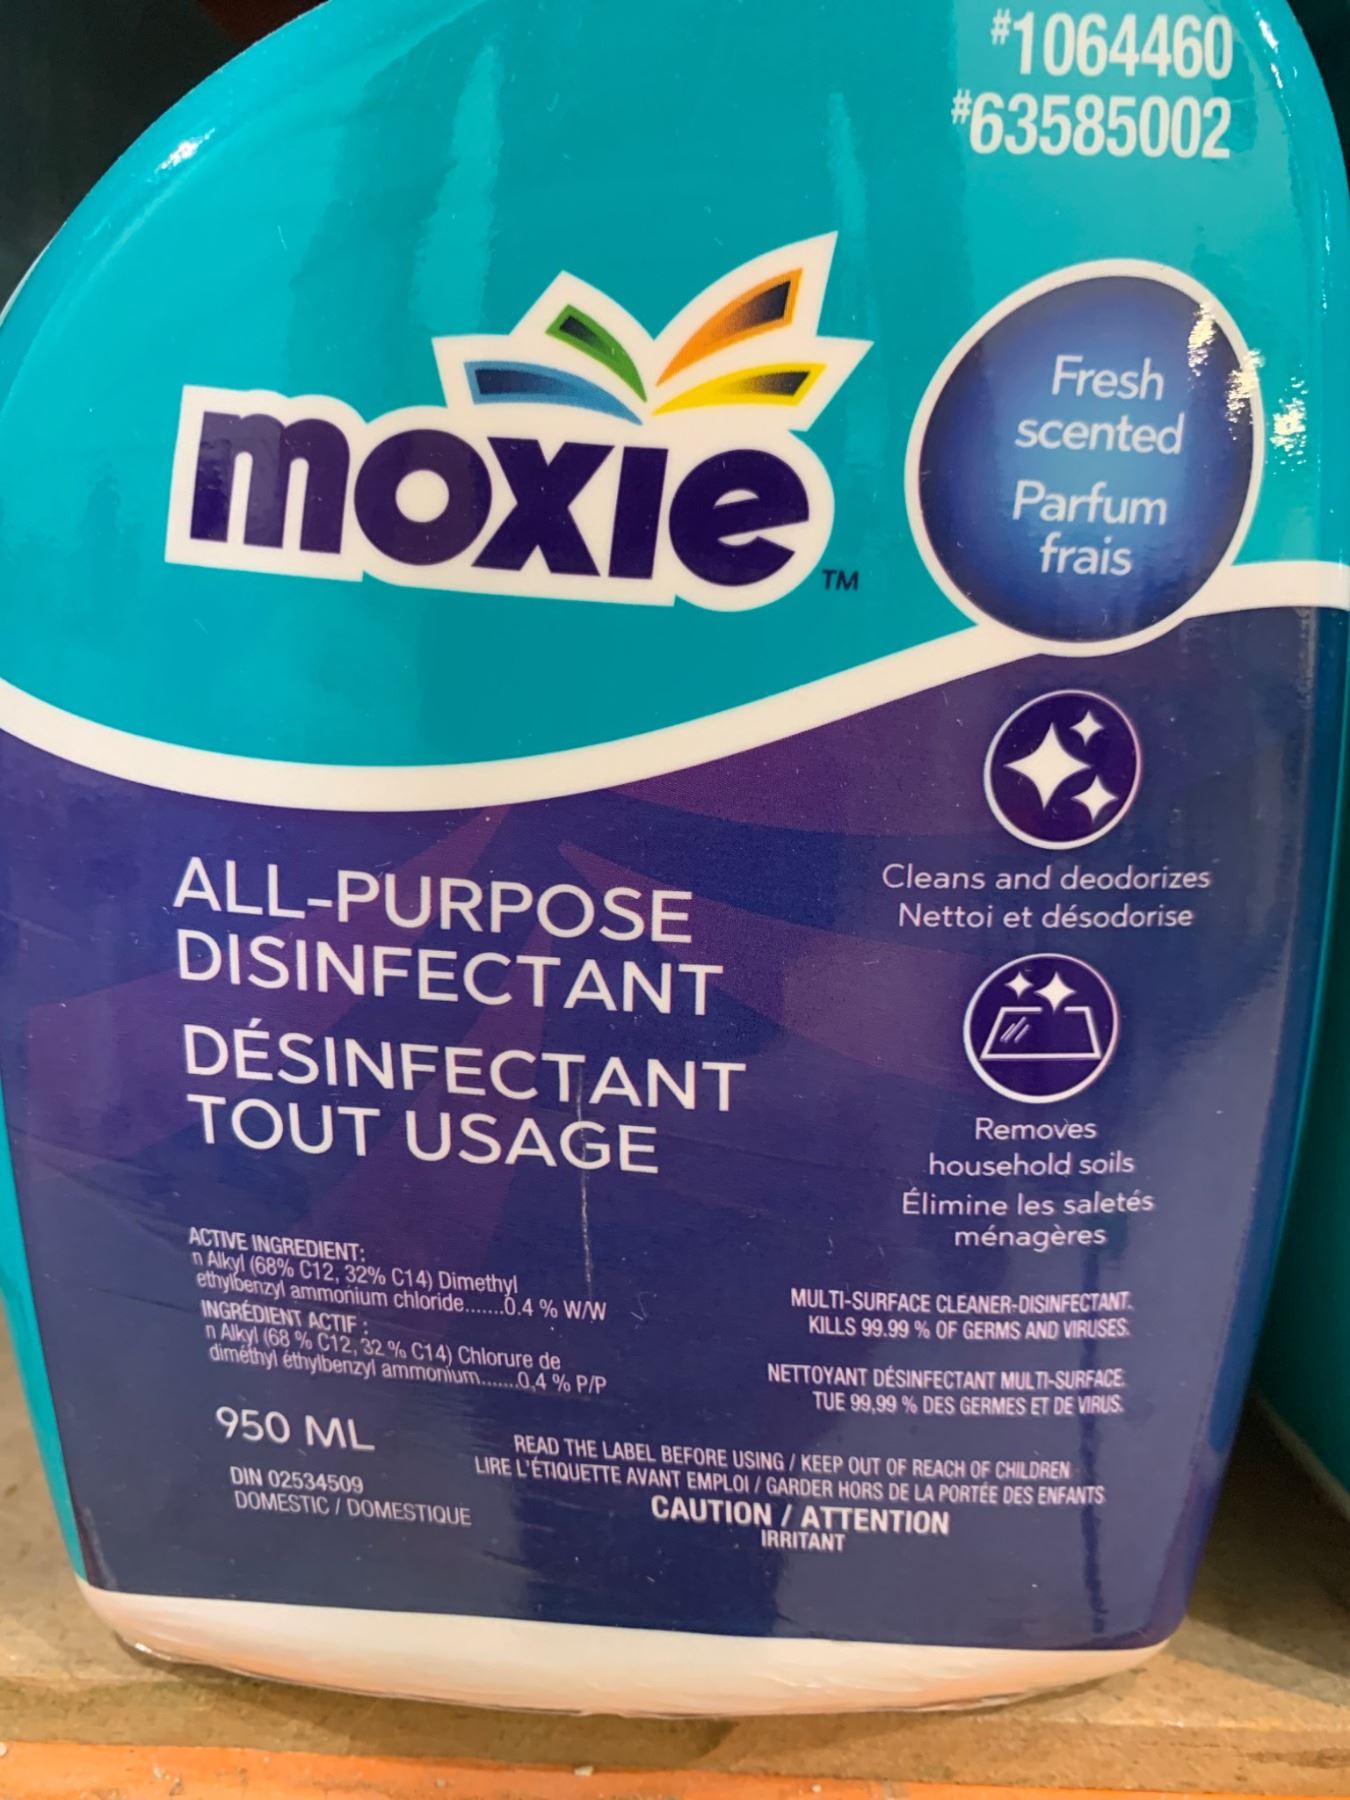 #1064460
#63585002
moxie
TM
Fresh
scented
Parfum
frais
Cleans and deodorizes
Nettoi et désodorise
ALL-PURPOSE
DISINFECTANT
DÉSINFECTANT
TOUT USAGE
Removes
household soils
Élimine les saletés
ménagères
ACTIVE INGREDIENT:
n Alkyl (68% C12, 32% C14) Dimethyl
ethylbenzyl ammonium chloride.......0.4 % W/W
INGRÉDIENT ACTIF :
n Alkyl (68 % C12, 32 % C14) Chlorure de
diméthyl éthylbenzyl ammonium.......0,4 % P/P
MULTI-SURFACE CLEANER-DISINFECTANT.
KILLS 99.99 % OF GERMS AND VIRUSES.
NETTOYANT DÉSINFECTANT MULTI-SURFACE.
TUE 99,99 % DES GERMES ET DE VIRUS.
950 ML
DIN 02534509
DOMESTIC / DOMESTIQUE
READ THE LABEL BEFORE USING / KEEP OUT OF REACH OF CHILDREN
LIRE L'ÉTIQUETTE AVANT EMPLOI / GARDER HORS DE LA PORTÉE DES ENFANTS
CAUTION / ATTENTION
IRRITANT